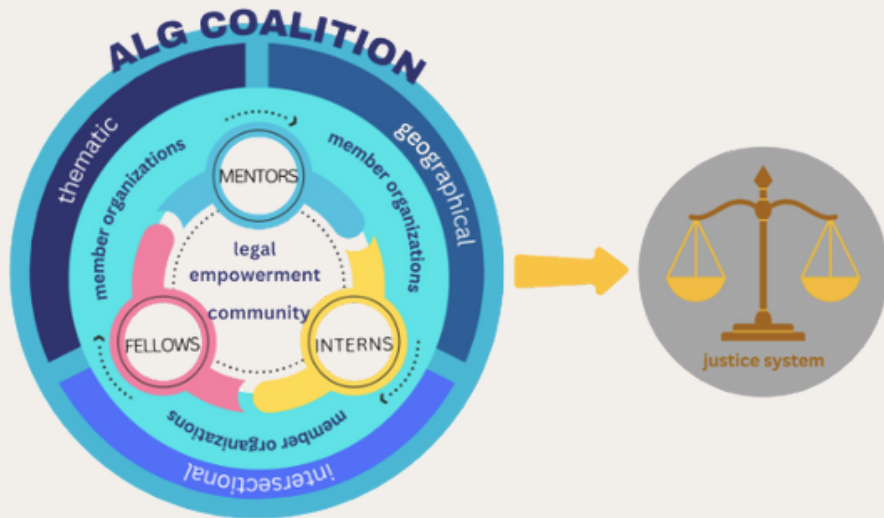 ALG COALITION
thematic
geographical
member organizations
member organizations
MENTORS
legal
empowerment
community
FELLOWS
INTERNS
member organizations
intersectional
justice system